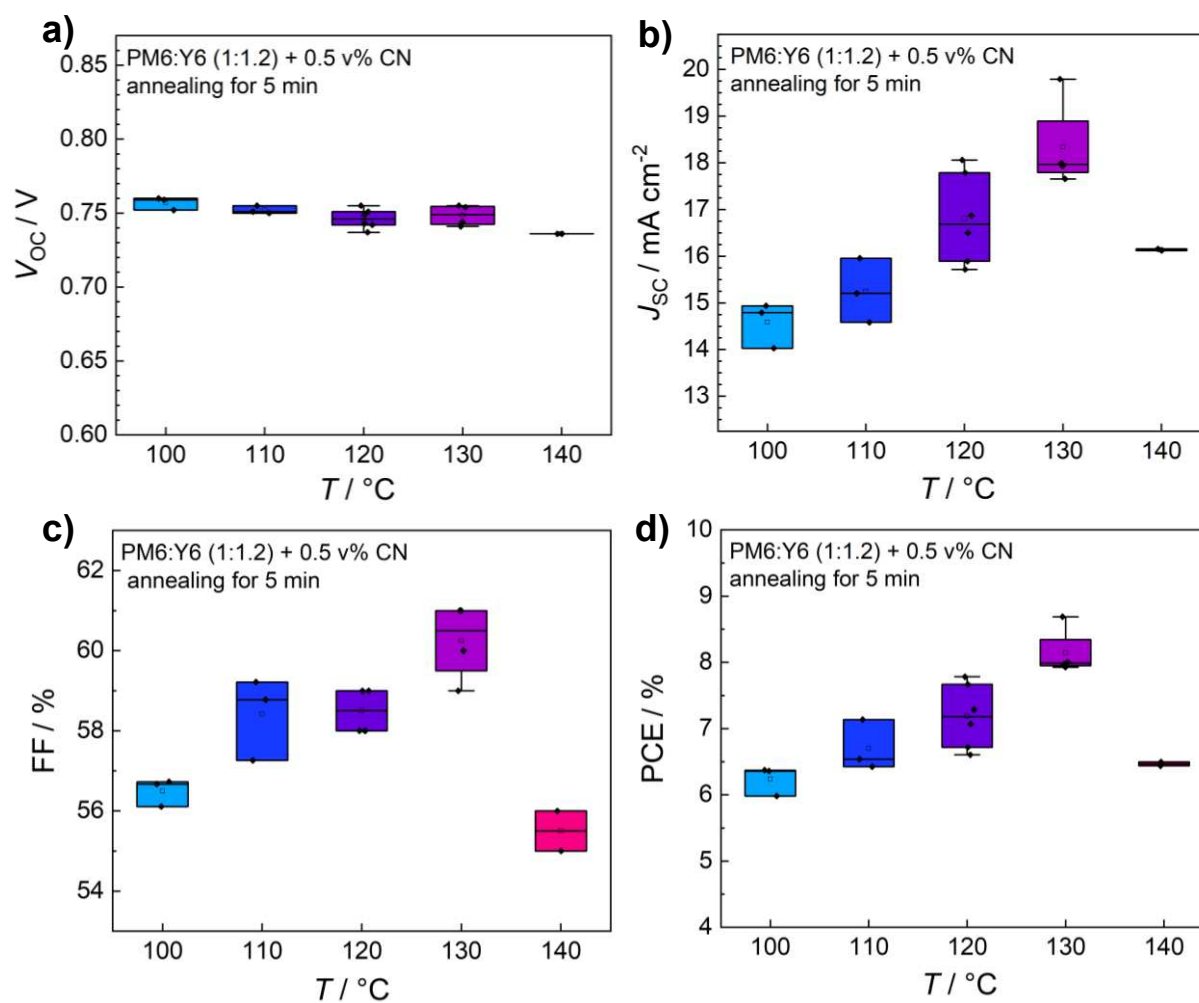 a)
PM6:Y6 (1:1.2) + 0.5 v% CN
annealing for 5 min
0.85
0.80
0.75
0.70
0.65
0.60
V_OC / V
100 110 120 130 140
T / °C
b)
PM6:Y6 (1:1.2) + 0.5 v% CN
annealing for 5 min
20
19
18
17
16
15
14
13
J_SC / mA cm⁻²
100 110 120 130 140
T / °C
c)
PM6:Y6 (1:1.2) + 0.5 v% CN
annealing for 5 min
62
60
58
56
54
FF / %
100 110 120 130 140
T / °C
d)
PM6:Y6 (1:1.2) + 0.5 v% CN
annealing for 5 min
10
9
8
7
6
5
4
PCE / %
100 110 120 130 140
T / °C